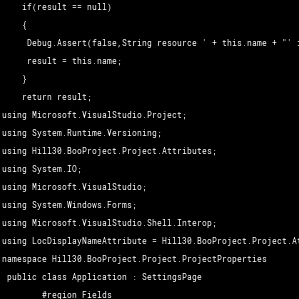 if(result == null)
{
Debug.Assert(false,String resource ' + this.name + "' i
result = this.name;
}
return result;
using Microsoft.VisualStudio.Project;
using System.Runtime.Versioning;
using Hill30.BooProject.Project.Attributes;
using System.IO;
using Microsoft.VisualStudio;
using System.Windows.Forms;
using Microsoft.VisualStudio.Shell.Interop;
using LocDisplayNameAttribute = Hill30.BooProject.Project.At
namespace Hill30.BooProject.Project.ProjectProperties
public class Application : SettingsPage
#region Fields